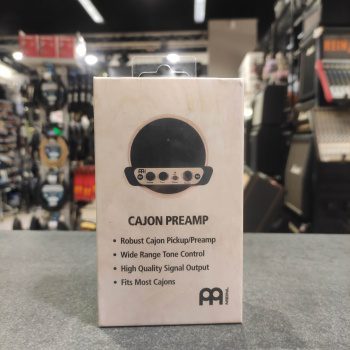 CAJON PREAMP
• Robust Cajon Pickup/Preamp
• Wide Range Tone Control
• High Quality Signal Output
• Fits Most Cajons
MEINL